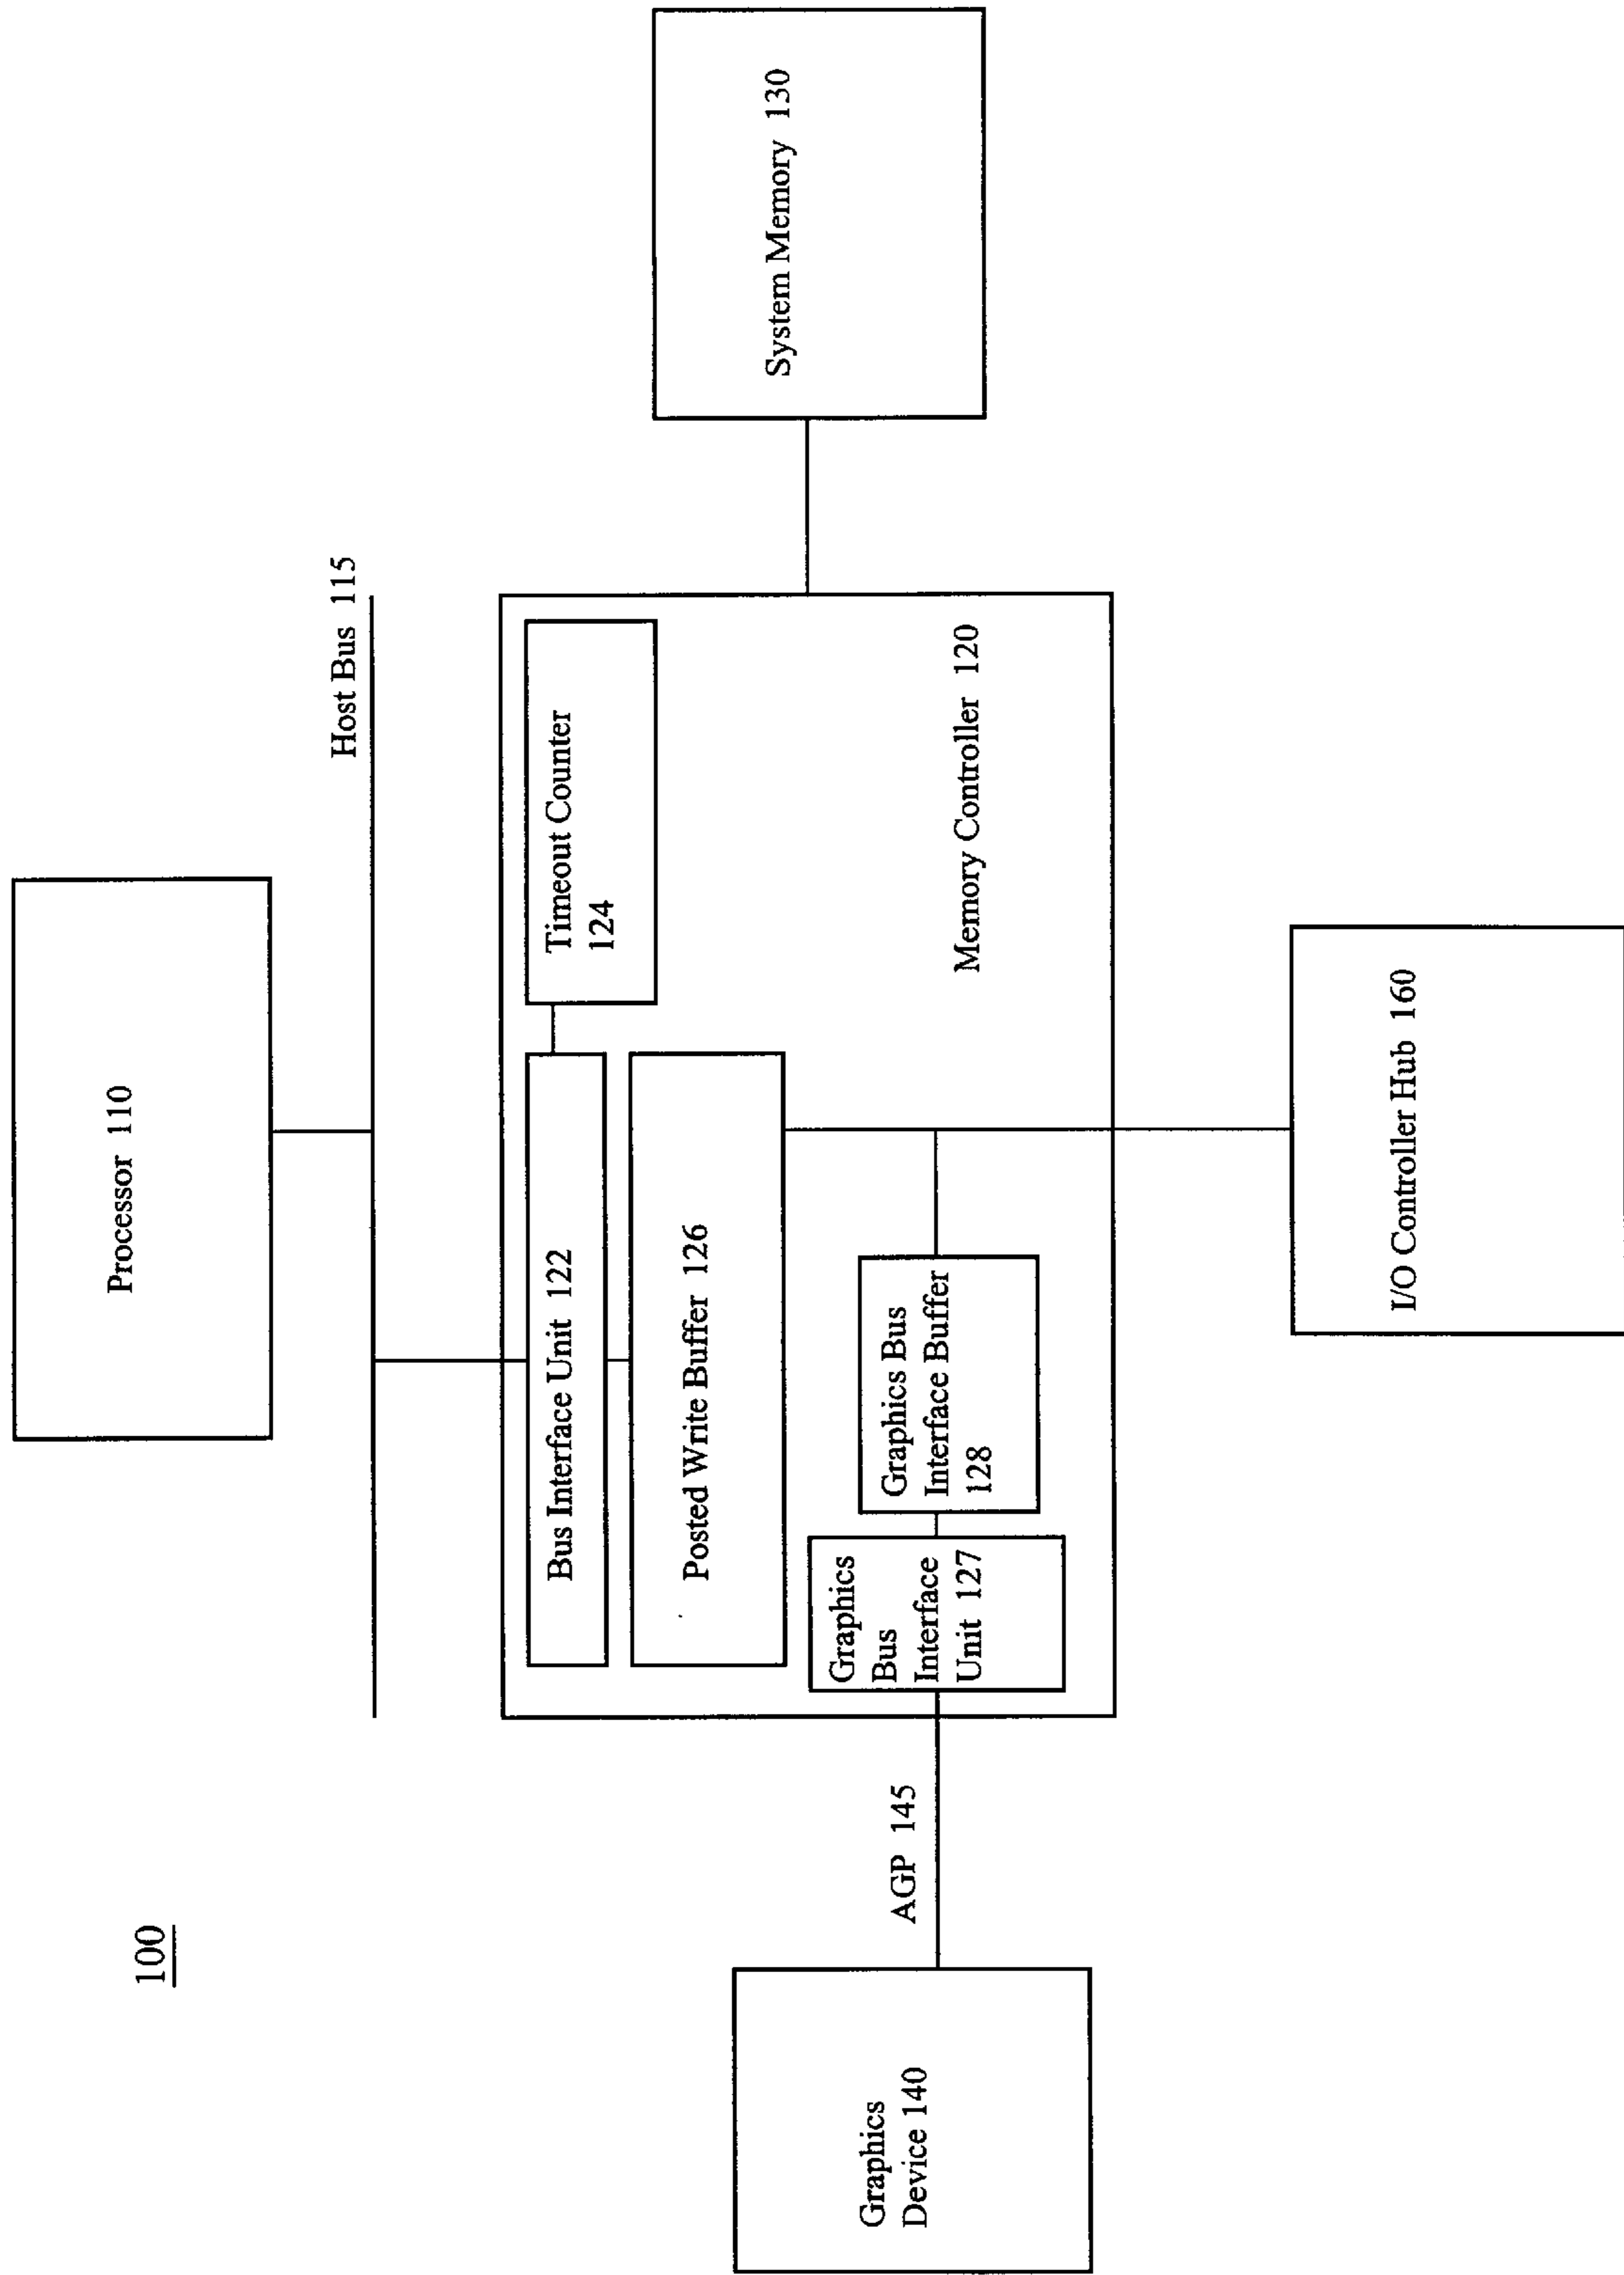 100
Processor 110
Host Bus 115
Bus Interface Unit 122
Timeout Counter
124
Posted Write Buffer 126
Graphics
Bus
Interface
Unit 127
Graphics Bus
Interface Buffer
128
Memory Controller 120
System Memory 130
AGP 145
Graphics
Device 140
I/O Controller Hub 160